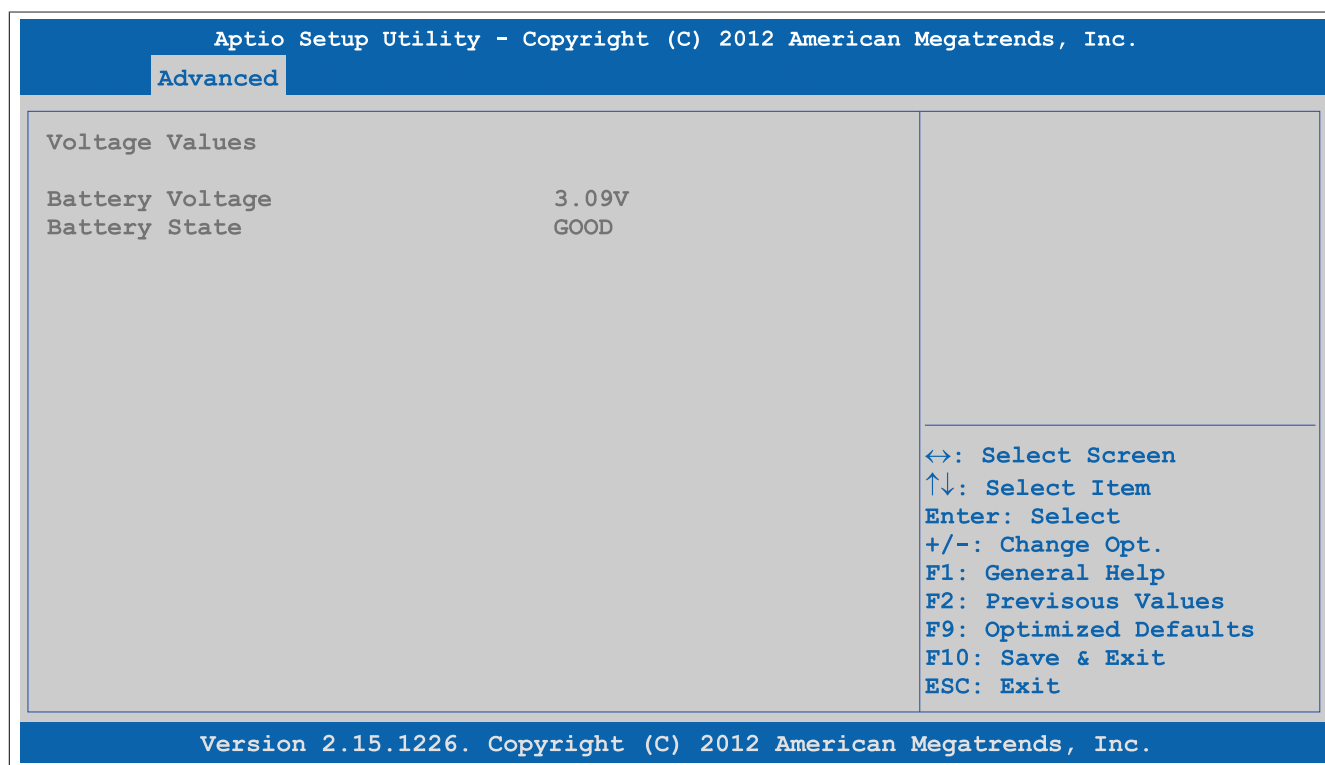 Aptio Setup Utility - Copyright (C) 2012 American Megatrends, Inc.
Advanced
Voltage Values
Battery Voltage 3.09V
Battery State GOOD
↔: Select Screen
↑↓: Select Item
Enter: Select
+/-: Change Opt.
F1: General Help
F2: Previsous Values
F9: Optimized Defaults
F10: Save & Exit
ESC: Exit
Version 2.15.1226. Copyright (C) 2012 American Megatrends, Inc.